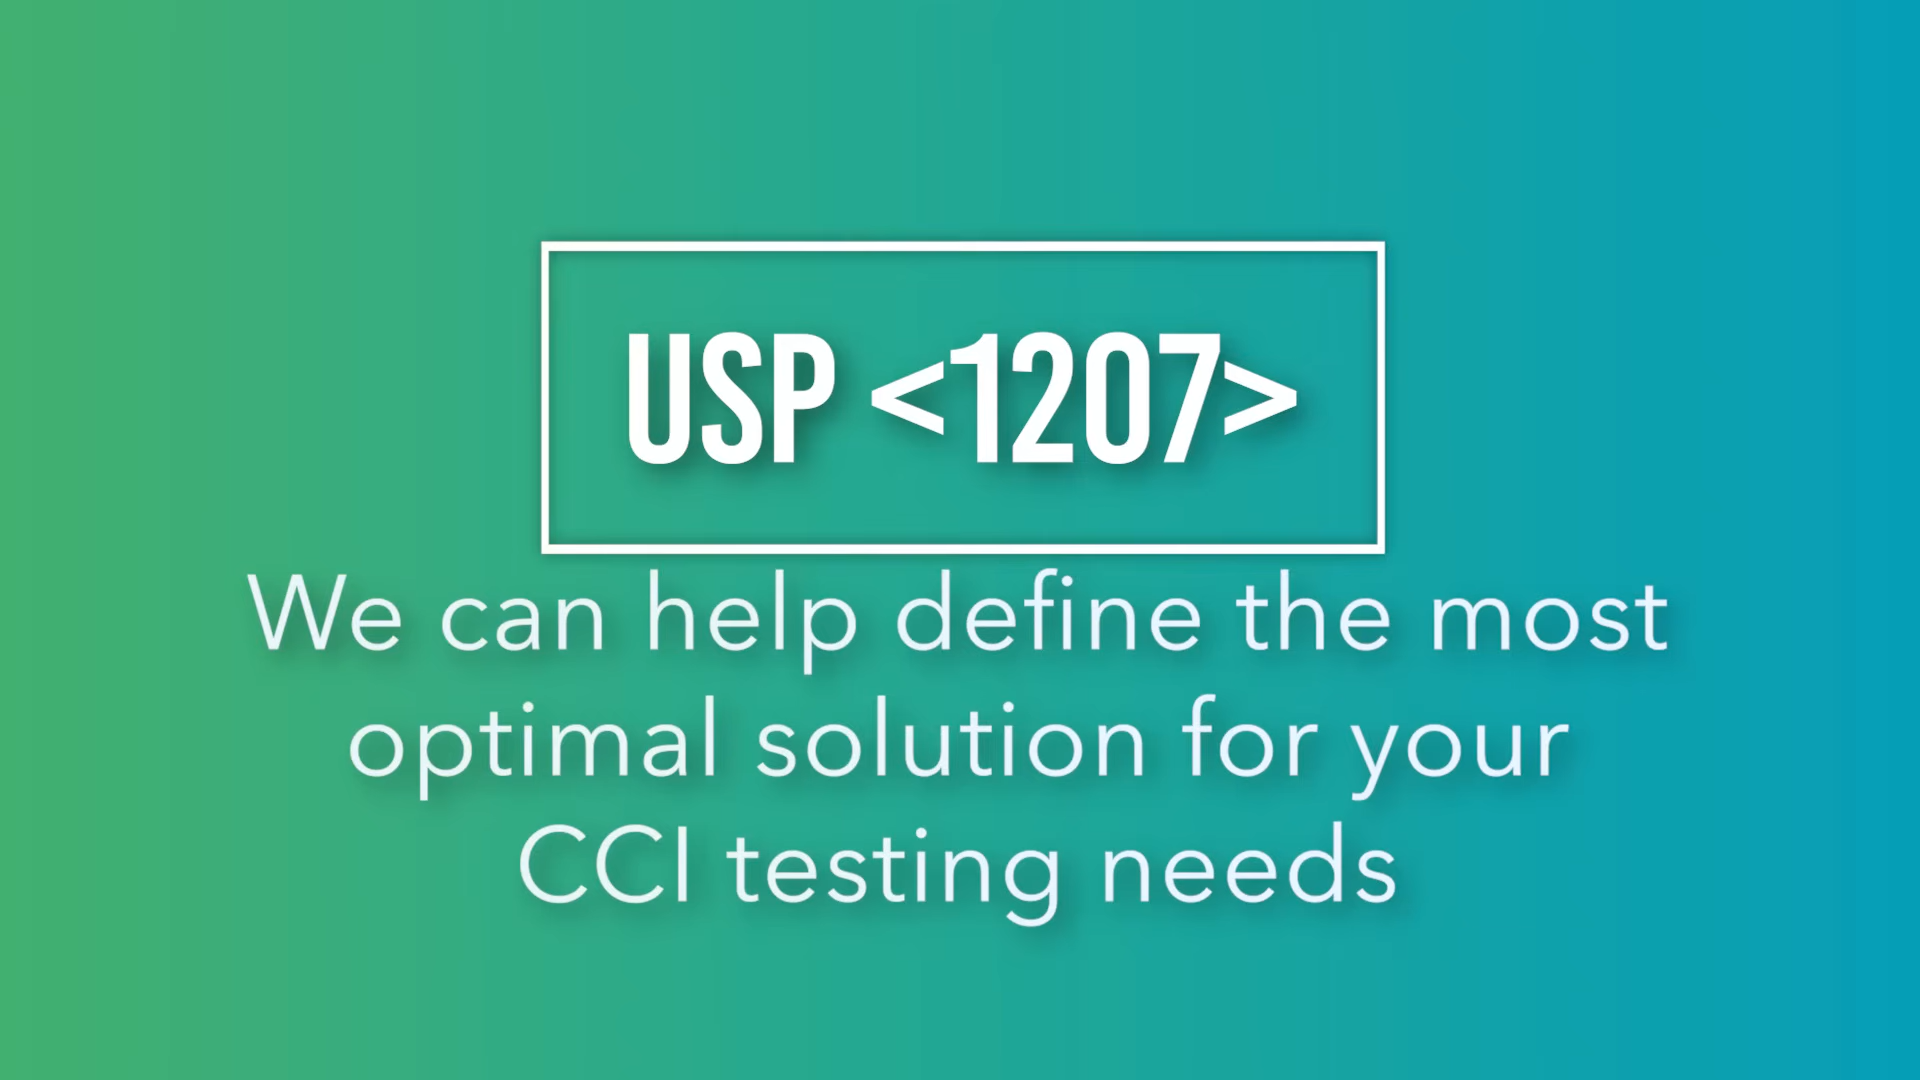 USP <1207>
We can help define the most
optimal solution for your
CCI testing needs